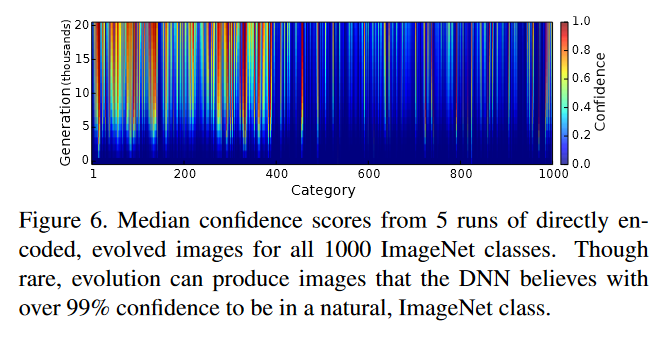 20
15
10
5
0
Generation (thousands)
1 200 400 600 800 1000
Category
1.0
0.8
0.6
0.4
0.2
0.0
Confidence
Figure 6. Median confidence scores from 5 runs of directly en-
coded, evolved images for all 1000 ImageNet classes. Though
rare, evolution can produce images that the DNN believes with
over 99% confidence to be in a natural, ImageNet class.